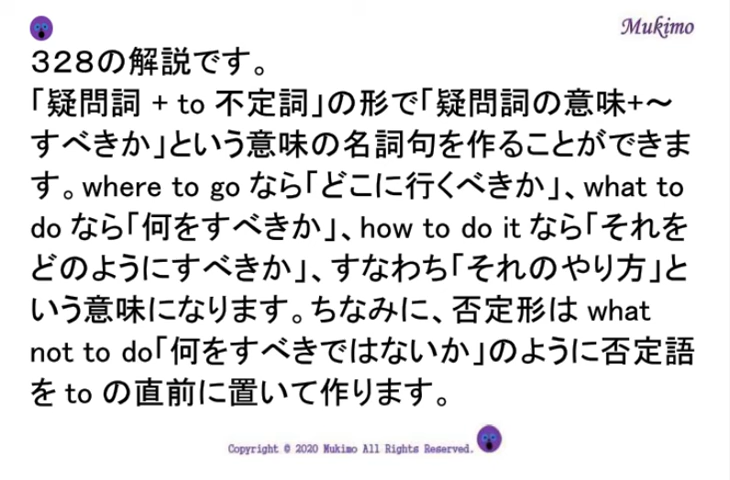 Mukimo
328の解説です。
「疑問詞 + to 不定詞」の形で「疑問詞の意味+～
すべきか」という意味の名詞句を作ることができま
す。where to go なら「どこに行くべきか」、what to
do なら「何をすべきか」、how to do it なら「それを
どのようにすべきか」、すなわち「それのやり方」と
いう意味になります。ちなみに、否定形は what
not to do「何をすべきではないか」のように否定語
を to の直前に置いて作ります。
Copyright © 2020 Mukimo All Rights Reserved.